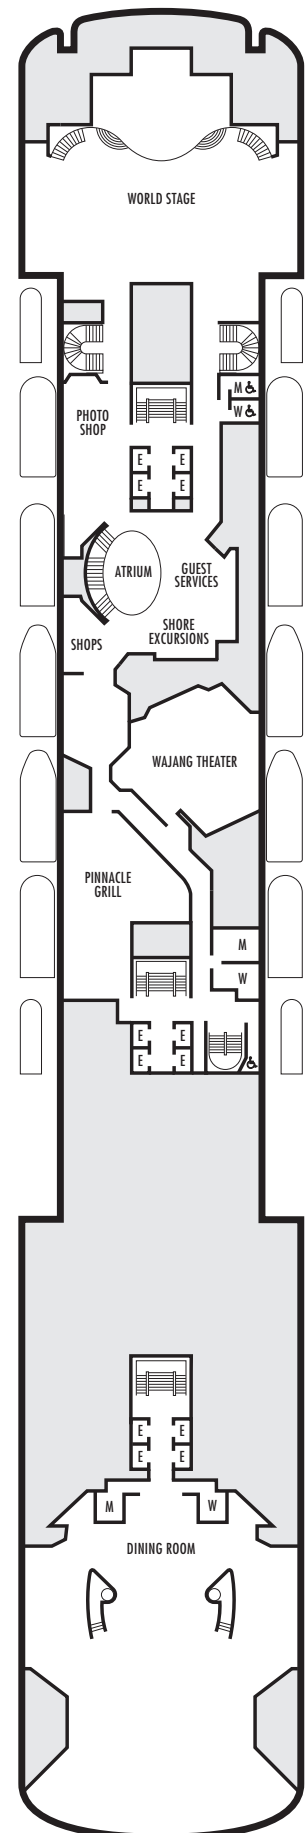 WORLD STAGE
M
W
PHOTO
SHOP
E E
E E
ATRIUM
GUEST
SERVICES
SHORE
EXCURSIONS
SHOPS
WAJANG THEATER
PINNACLE
GRILL
M
W
E E
E E
E E
E E
M W
DINING ROOM